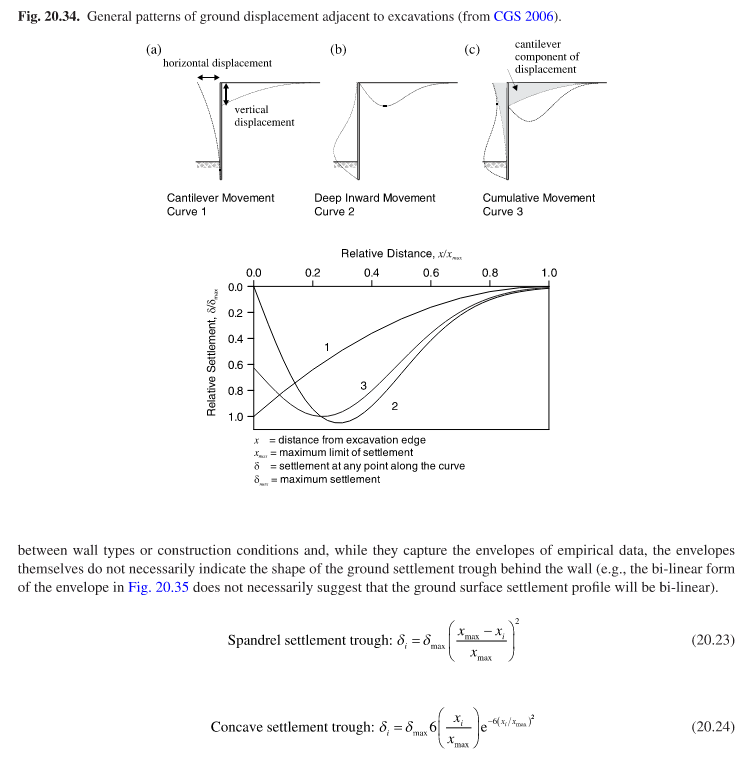 Fig. 20.34. General patterns of ground displacement adjacent to excavations (from CGS 2006).
(a)
horizontal displacement
vertical
displacement
Cantilever Movement
Curve 1
(b)
Deep Inward Movement
Curve 2
(c)
cantilever
component of
displacement
Cumulative Movement
Curve 3
Relative Distance, x/xmax
0.0 0.2 0.4 0.6 0.8 1.0
Relative Settlement, δ/δmax
0.0
0.2
0.4
0.6
0.8
1.0
1
3
2
x = distance from excavation edge
xmax = maximum limit of settlement
δ = settlement at any point along the curve
δmax = maximum settlement
between wall types or construction conditions and, while they capture the envelopes of empirical data, the envelopes
themselves do not necessarily indicate the shape of the ground settlement trough behind the wall (e.g., the bi-linear form
of the envelope in Fig. 20.35 does not necessarily suggest that the ground surface settlement profile will be bi-linear).
Spandrel settlement trough: δi = δmax ((xmax − xi) / xmax)² (20.23)
Concave settlement trough: δi = δmax 6 (xi / xmax) e^−6(xi/xmax)² (20.24)